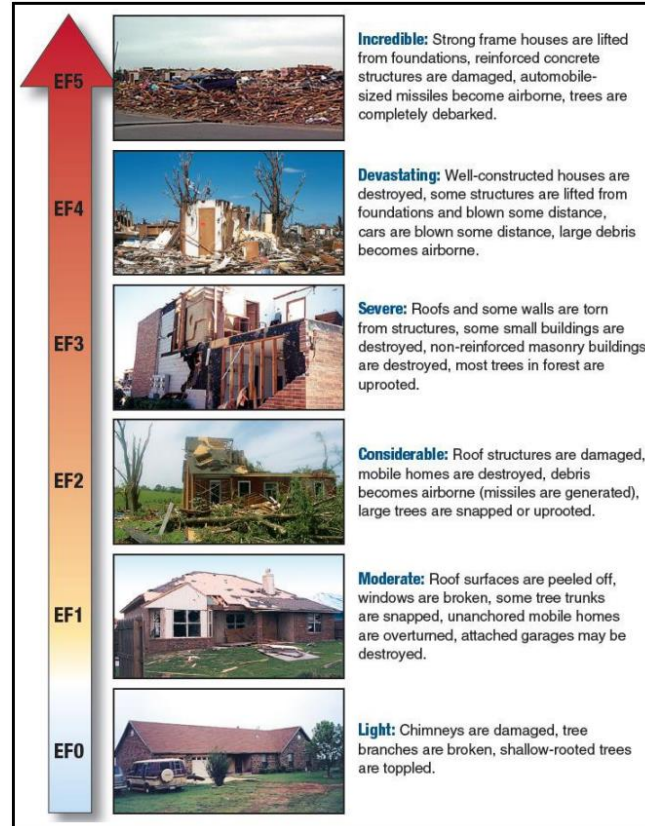 EF5
Incredible: Strong frame houses are lifted
from foundations, reinforced concrete
structures are damaged, automobile-
sized missiles become airborne, trees are
completely debarked.
EF4
Devastating: Well-constructed houses are
destroyed, some structures are lifted from
foundations and blown some distance,
cars are blown some distance, large debris
becomes airborne.
EF3
Severe: Roofs and some walls are torn
from structures, some small buildings are
destroyed, non-reinforced masonry buildings
are destroyed, most trees in forest are
uprooted.
EF2
Considerable: Roof structures are damaged,
mobile homes are destroyed, debris
becomes airborne (missiles are generated),
large trees are snapped or uprooted.
EF1
Moderate: Roof surfaces are peeled off,
windows are broken, some tree trunks
are snapped, unanchored mobile homes
are overturned, attached garages may be
destroyed.
EF0
Light: Chimneys are damaged, tree
branches are broken, shallow-rooted trees
are toppled.